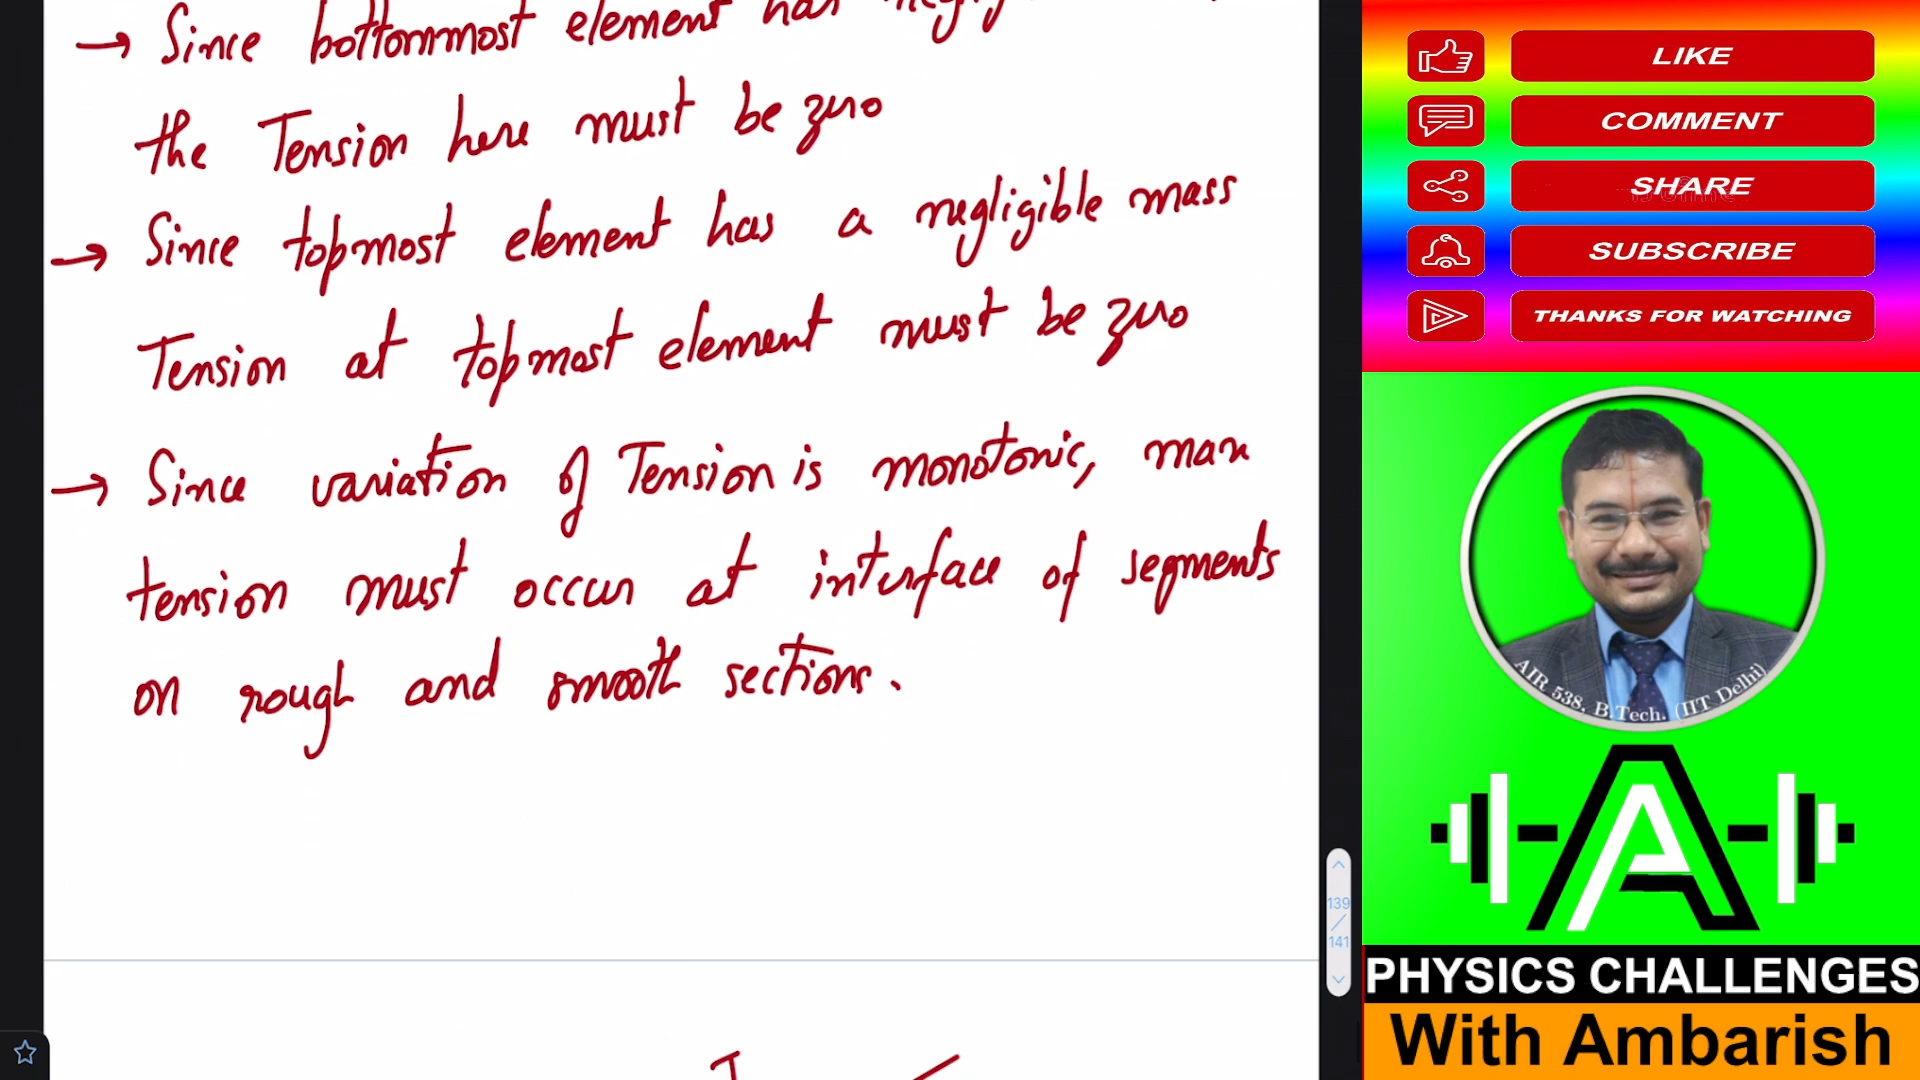 → Since bottommost element has negligi
the Tension here must be zero
→ Since topmost element has a negligible mass
Tension at topmost element must be zero
→ Since variation of Tension is monotonic, max
tension must occur at interface of segments
on rough and smooth sections.
139
/
141
LIKE
COMMENT
SHARE
SUBSCRIBE
THANKS FOR WATCHING
AIR 538, B.Tech. (IIT Delhi)
A
PHYSICS CHALLENGES
With Ambarish